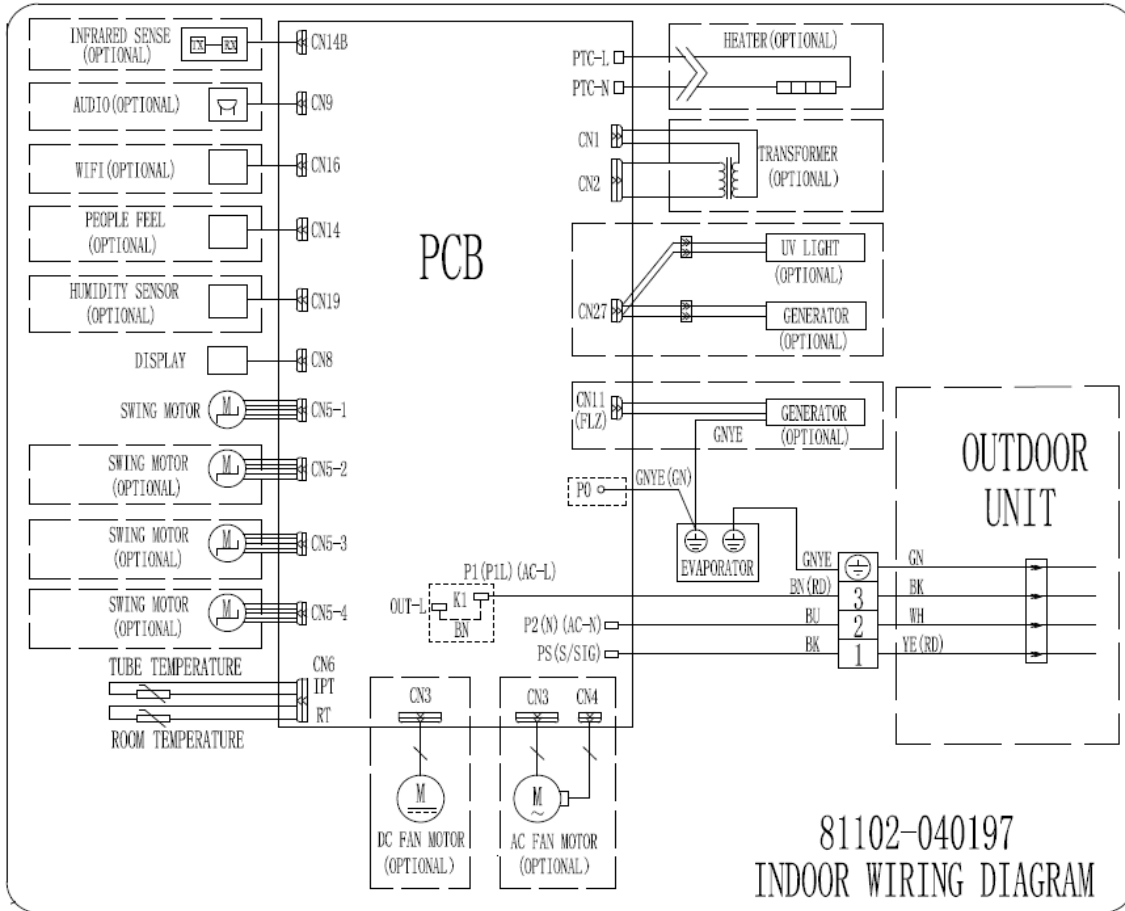 INFRARED SENSE
(OPTIONAL)
TX
RX
CN14B
AUDIO(OPTIONAL)
CN9
WIFI(OPTIONAL)
CN16
PEOPLE FEEL
(OPTIONAL)
CN14
HUMIDITY SENSOR
(OPTIONAL)
CN19
DISPLAY
CN8
SWING MOTOR
M
CN5-1
SWING MOTOR
(OPTIONAL)
M
CN5-2
SWING MOTOR
(OPTIONAL)
M
CN5-3
SWING MOTOR
(OPTIONAL)
M
CN5-4
TUBE TEMPERATURE
CN6
IPT
RT
ROOM TEMPERATURE
PCB
PTC-L
PTC-N
HEATER(OPTIONAL)
CN1
CN2
TRANSFORMER
(OPTIONAL)
CN27
UV LIGHT
(OPTIONAL)
GENERATOR
(OPTIONAL)
CN11
(FLZ)
GENERATOR
(OPTIONAL)
GNYE
P0
GNYE(GN)
EVAPORATOR
P1(P1L)(AC-L)
OUT-L
K1
BN
P2(N)(AC-N)
PS(S/SIG)
GNYE
BN(RD)
BU
BK
3
2
1
GN
BK
WH
YE(RD)
OUTDOOR
UNIT
CN3
M
DC FAN MOTOR
(OPTIONAL)
CN3
CN4
M
~
AC FAN MOTOR
(OPTIONAL)
81102-040197
INDOOR WIRING DIAGRAM